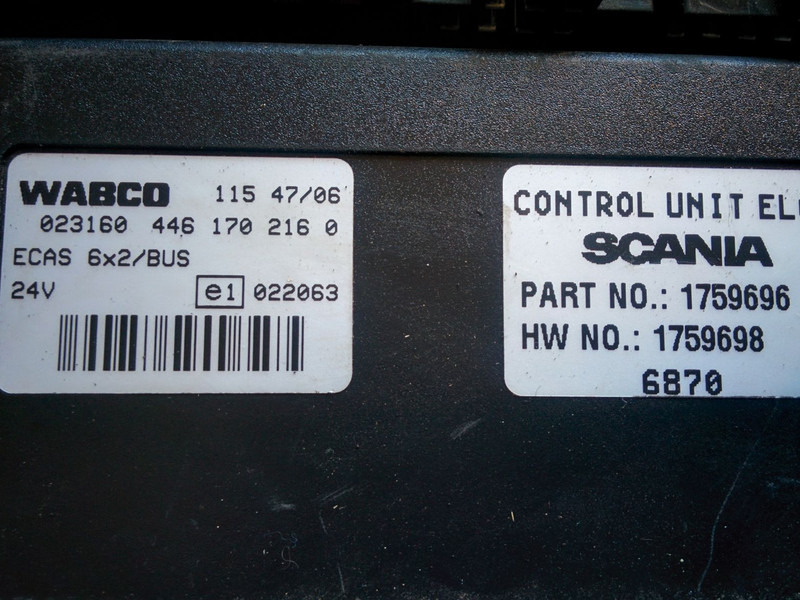 WABCO 115 47/06
023160 446 170 216 0
ECAS 6x2/BUS
24V e1 022063
CONTROL UNIT EL
SCANIA
PART NO.: 1759696
HW NO.: 1759698
6870